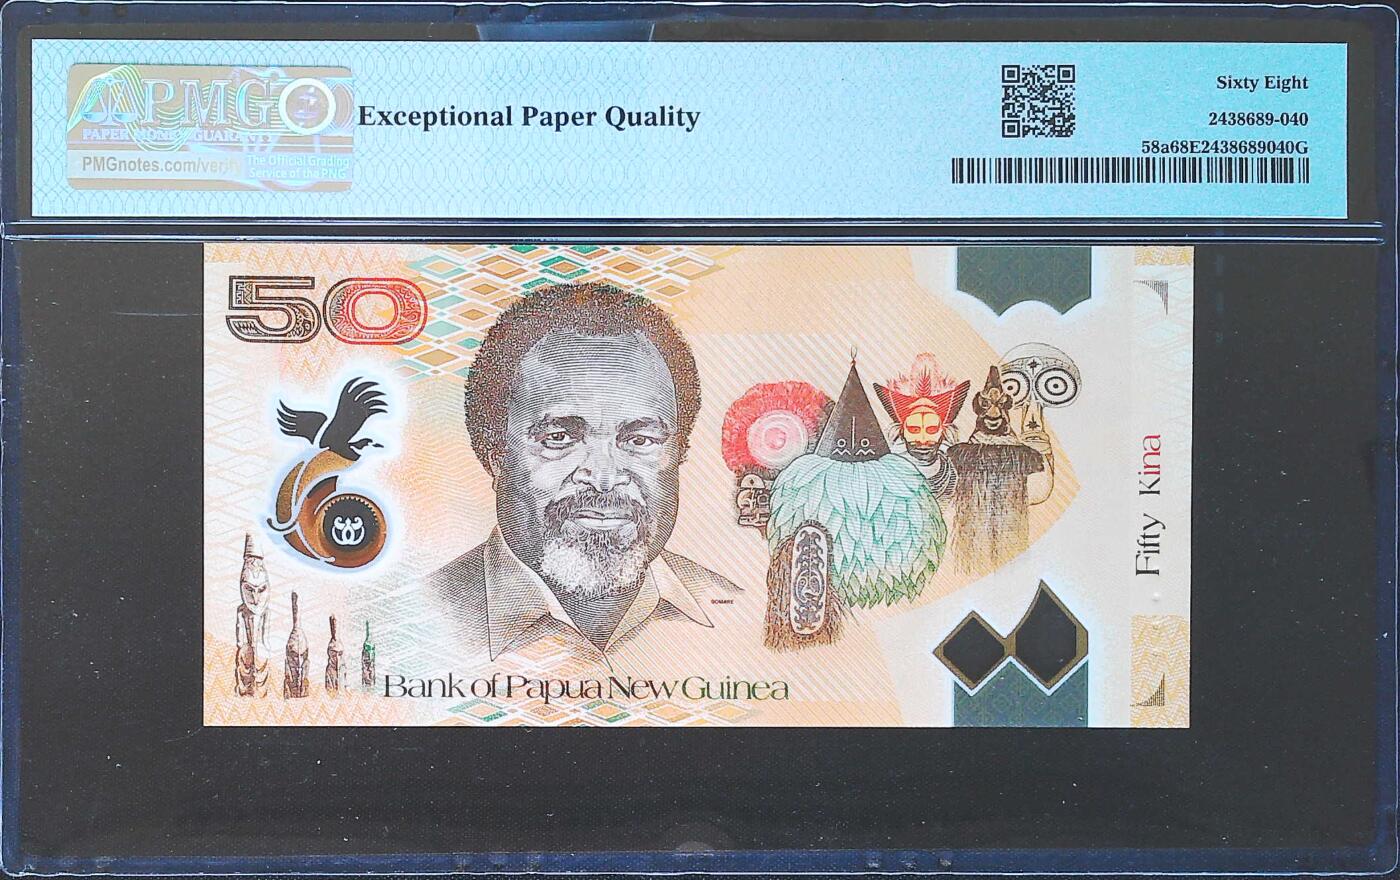 PMG
PAPER MONEY GUARANTY
PMGnotes.com/verify
The Official Grading
Service of the PNG
Exceptional Paper Quality
Sixty Eight
2438689-040
58a68E2438689040G
50
SOMARE
Bank of Papua New Guinea
Fifty Kina